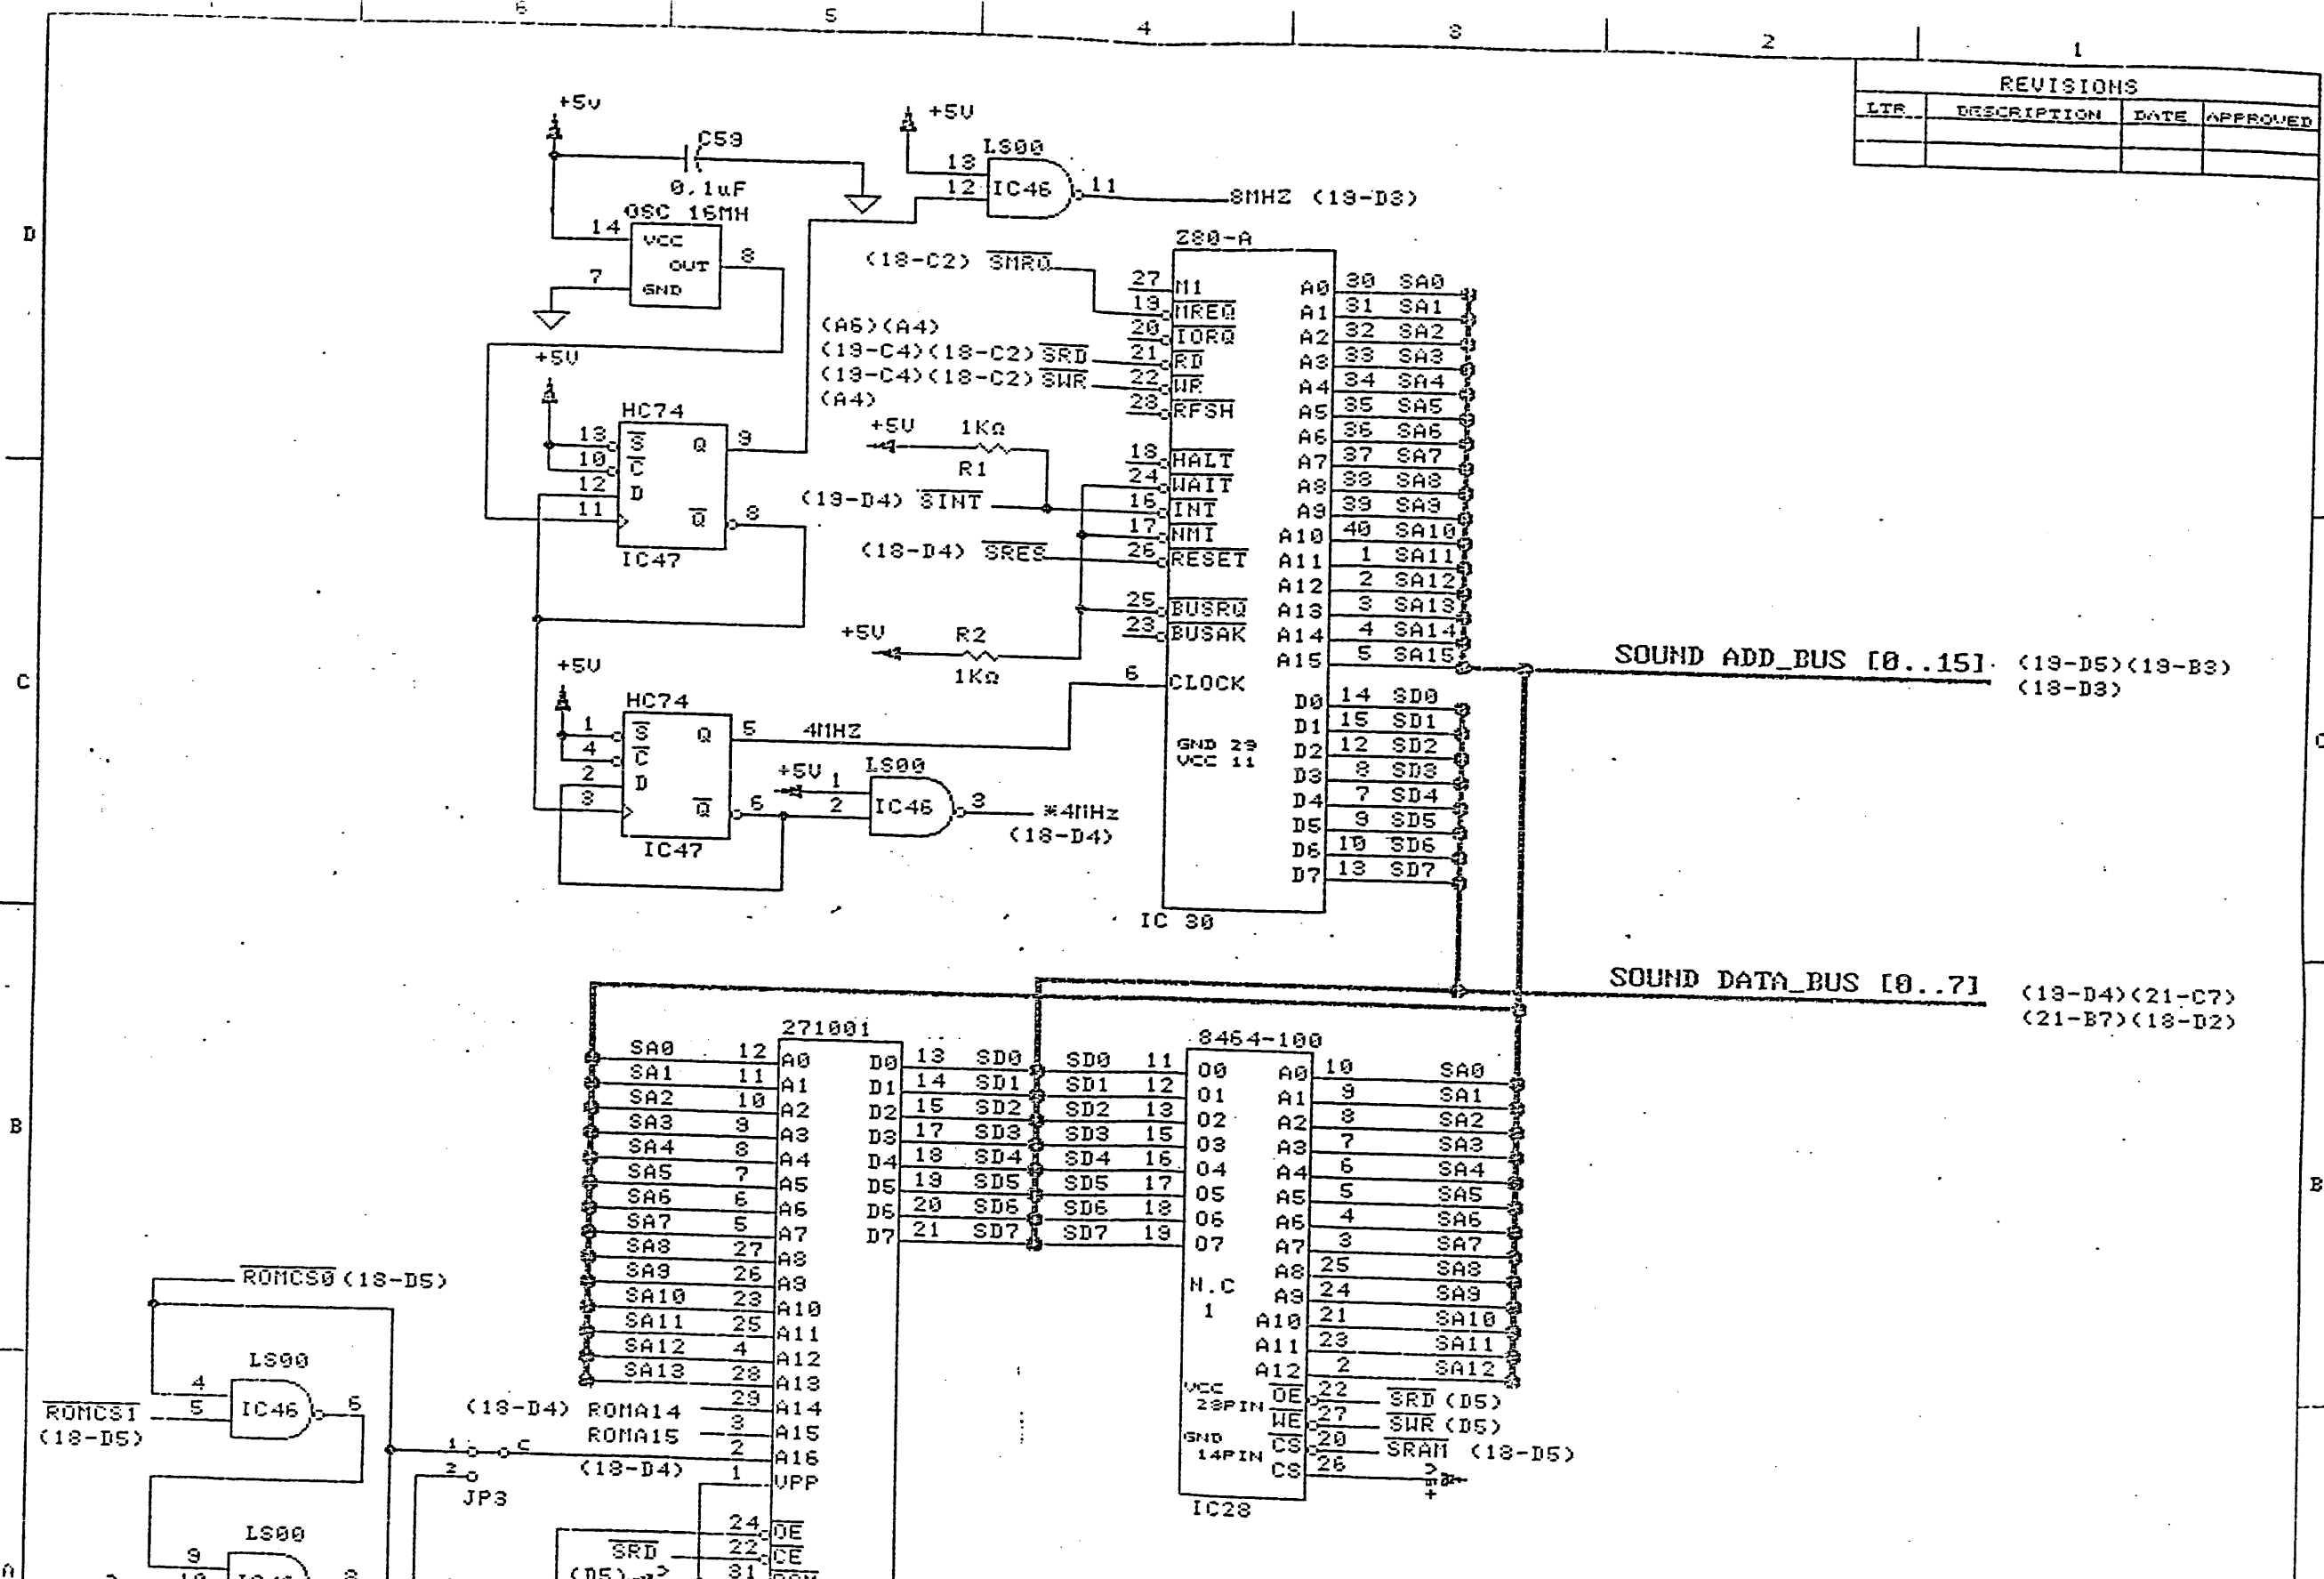 6 5 4 3 2 1
REVISIONS
LTR DESCRIPTION DATE APPROVED
D
C
B
A
C
B
+5V
C59
0.1uF
OSC 16MH
14 VCC
OUT 8
7 GND
+5V
LS00
13
12 IC46 11
8MHZ (19-D3)
+5V
HC74
13 S Q 9
10 C
12 D
11 Q 8
IC47
+5V
HC74
1 S Q 5 4MHZ
4 C
2 D
3 Q 6
IC47
+5V LS00
1
2 IC46 3 *4MHz
(18-D4)
(18-C2) SMRQ
(A6)(A4)
(19-C4)(18-C2) SRD
(19-C4)(18-C2) SWR
(A4)
+5V 1KΩ
R1
(19-D4) SINT
(18-D4) SRES
+5V R2
1KΩ
Z80-A
27 M1
19 MREQ
20 IORQ
21 RD
22 WR
28 RFSH
18 HALT
24 WAIT
16 INT
17 NMI
26 RESET
25 BUSRQ
23 BUSAK
6 CLOCK
GND 29
VCC 11
A0 30 SA0
A1 31 SA1
A2 32 SA2
A3 33 SA3
A4 34 SA4
A5 35 SA5
A6 36 SA6
A7 37 SA7
A8 38 SA8
A9 39 SA9
A10 40 SA10
A11 1 SA11
A12 2 SA12
A13 3 SA13
A14 4 SA14
A15 5 SA15
D0 14 SD0
D1 15 SD1
D2 12 SD2
D3 8 SD3
D4 7 SD4
D5 9 SD5
D6 10 SD6
D7 13 SD7
IC 30
SOUND ADD_BUS [0..15] (19-D5)(19-B3)
(18-D3)
SOUND DATA_BUS [0..7] (19-D4)(21-C7)
(21-B7)(18-D2)
271001
SA0 12 A0 D0 13 SD0
SA1 11 A1 D1 14 SD1
SA2 10 A2 D2 15 SD2
SA3 9 A3 D3 17 SD3
SA4 8 A4 D4 18 SD4
SA5 7 A5 D5 19 SD5
SA6 6 A6 D6 20 SD6
SA7 5 A7 D7 21 SD7
SA8 27 A8
SA9 26 A9
SA10 23 A10
SA11 25 A11
SA12 4 A12
SA13 28 A13
(18-D4) ROMA14 29 A14
ROMA15 3 A15
2 A16
(18-D4)
1 VPP
24 OE
SRD 22 CE
(D5) 31
8464-100
SD0 11 O0 A0 10 SA0
SD1 12 O1 A1 9 SA1
SD2 13 O2 A2 8 SA2
SD3 15 O3 A3 7 SA3
SD4 16 O4 A4 6 SA4
SD5 17 O5 A5 5 SA5
SD6 18 O6 A6 4 SA6
SD7 19 O7 A7 3 SA7
A8 25 SA8
N.C A9 24 SA9
1 A10 21 SA10
A11 23 SA11
A12 2 SA12
VCC OE 22 SRD (D5)
28PIN WE 27 SWR (D5)
GND CS 20 SRAM (18-D5)
14PIN CS 26
IC28
ROMCS0 (18-D5)
LS00
4
ROMCS1 5 IC46 6
(18-D5)
1 C
2
JP3
LS00
9
10 IC46 8